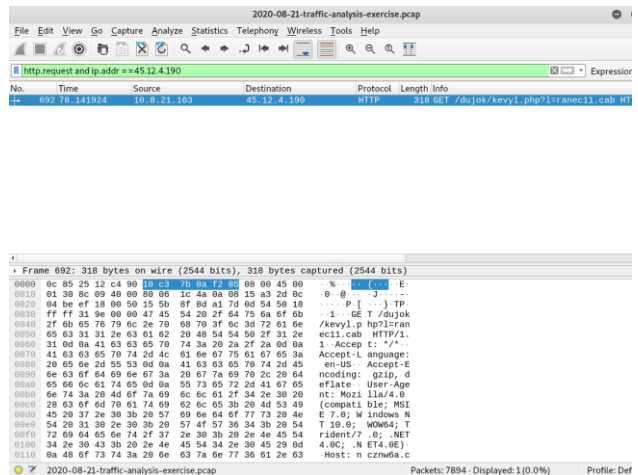 2020-08-21-traffic-analysis-exercise.pcap
File Edit View Go Capture Analyze Statistics Telephony Wireless Tools Help
http.request and ip.addr ==45.12.4.190 Expression
No. Time Source Destination Protocol Length Info
692 78.141924 10.8.21.163 45.12.4.190 HTTP 318 GET /dujok/kevyl.php?l=ranec11.cab HT
Frame 692: 318 bytes on wire (2544 bits), 318 bytes captured (2544 bits)
0000 0c 85 25 12 c4 90 10 c3 7b 0a f2 85 08 00 45 00 ··%····· {·····E·
0010 01 30 8c 09 40 00 80 06 1c 4a 0a 08 15 a3 2d 0c ·0··@··· ·J····-·
0020 04 be ef 18 00 50 15 5b 8f 8d a1 7d 0d 54 50 18 ·····P·[ ···}·TP·
0030 ff ff 31 9e 00 00 47 45 54 20 2f 64 75 6a 6f 6b ··1···GE T /dujok
0040 2f 6b 65 76 79 6c 2e 70 68 70 3f 6c 3d 72 61 6e /kevyl.p hp?l=ran
0050 65 63 31 31 2e 63 61 62 20 48 54 54 50 2f 31 2e ec11.cab HTTP/1.
0060 31 0d 0a 41 63 63 65 70 74 3a 20 2a 2f 2a 0d 0a 1··Accep t: */*··
0070 41 63 63 65 70 74 2d 4c 61 6e 67 75 61 67 65 3a Accept-L anguage:
0080 20 65 6e 2d 55 53 0d 0a 41 63 63 65 70 74 2d 45 en-US·· Accept-E
0090 6e 63 6f 64 69 6e 67 3a 20 67 7a 69 70 2c 20 64 ncoding: gzip, d
00a0 65 66 6c 61 74 65 0d 0a 55 73 65 72 2d 41 67 65 eflate·· User-Age
00b0 6e 74 3a 20 4d 6f 7a 69 6c 6c 61 2f 34 2e 30 20 nt: Mozi lla/4.0
00c0 28 63 6f 6d 70 61 74 69 62 6c 65 3b 20 4d 53 49 (compati ble; MSI
00d0 45 20 37 2e 30 3b 20 57 69 6e 64 6f 77 73 20 4e E 7.0; W indows N
00e0 54 20 31 30 2e 30 3b 20 57 4f 57 36 34 3b 20 54 T 10.0; WOW64; T
00f0 72 69 64 65 6e 74 2f 37 2e 30 3b 20 2e 4e 45 54 rident/7 .0; .NET
0100 34 2e 30 43 3b 20 2e 4e 45 54 34 2e 30 45 29 0d 4.0C; .N ET4.0E)·
0110 0a 48 6f 73 74 3a 20 6e 63 7a 6e 77 36 61 2e 63 ·Host: n cznw6a.c
2020-08-21-traffic-analysis-exercise.pcap Packets: 7894 · Displayed: 1 (0.0%) Profile: Def